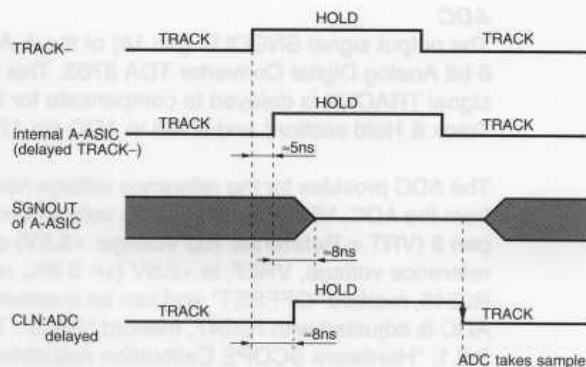 HOLD
TRACK–
TRACK
TRACK
HOLD
internal A-ASIC
(delayed TRACK–)
TRACK
TRACK
≈5ns
SGNOUT
of A-ASIC
≈8ns
HOLD
CLN:ADC
delayed
TRACK
TRACK
≈8ns
ADC takes sample